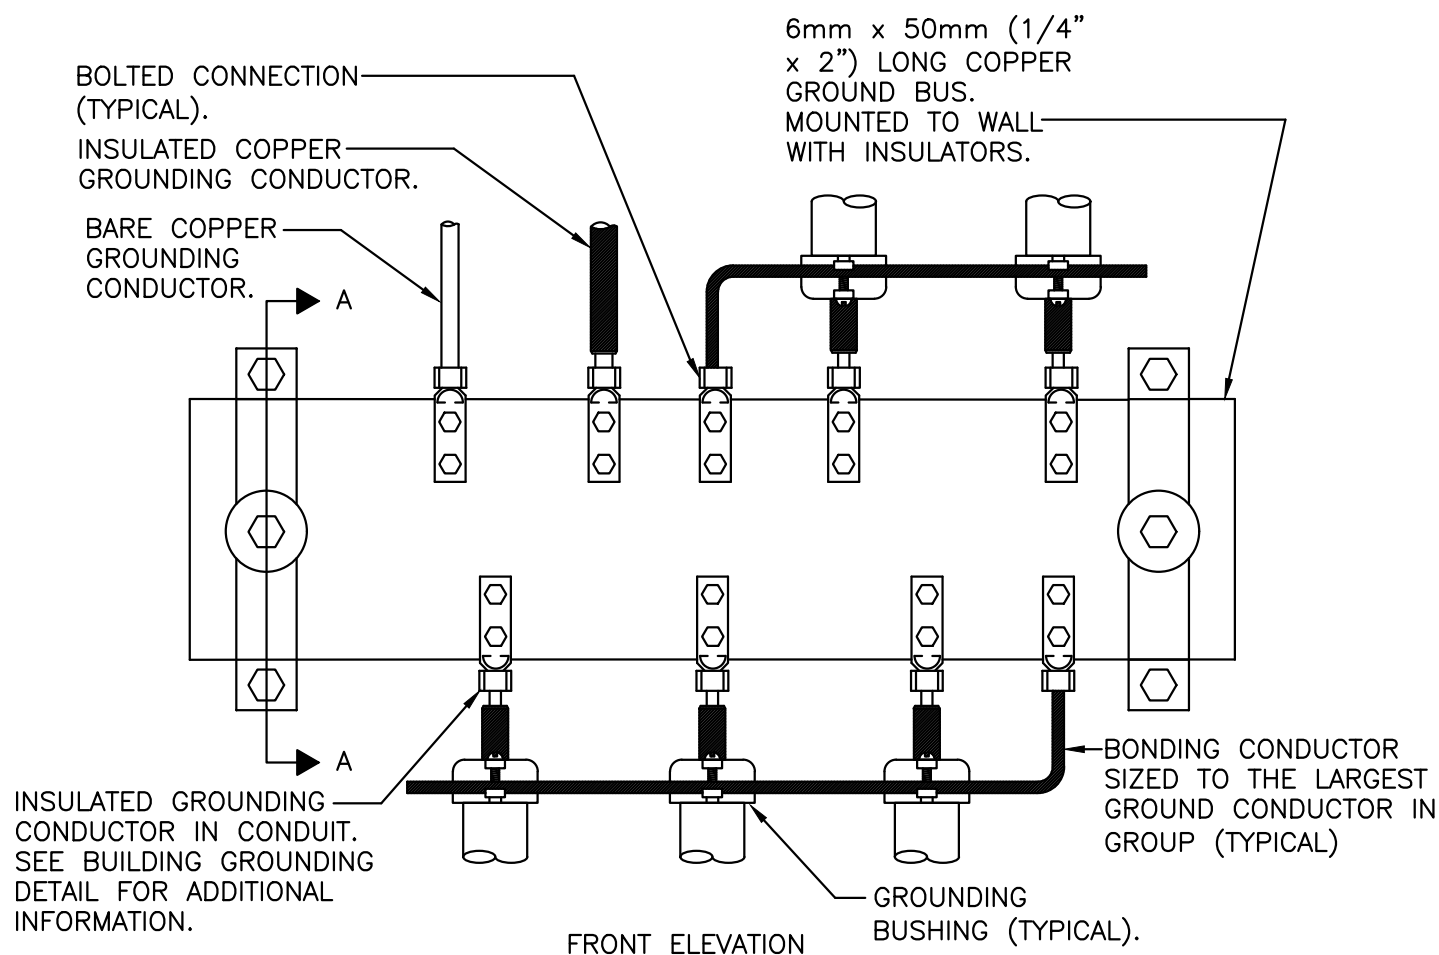 6mm x 50mm (1/4”
x 2”) LONG COPPER
GROUND BUS.
MOUNTED TO WALL
WITH INSULATORS.
BOLTED CONNECTION
(TYPICAL).
INSULATED COPPER
GROUNDING CONDUCTOR.
BARE COPPER
GROUNDING
CONDUCTOR.
A
A
INSULATED GROUNDING
CONDUCTOR IN CONDUIT.
SEE BUILDING GROUNDING
DETAIL FOR ADDITIONAL
INFORMATION.
BONDING CONDUCTOR
SIZED TO THE LARGEST
GROUND CONDUCTOR IN
GROUP (TYPICAL)
GROUNDING
BUSHING (TYPICAL).
FRONT ELEVATION